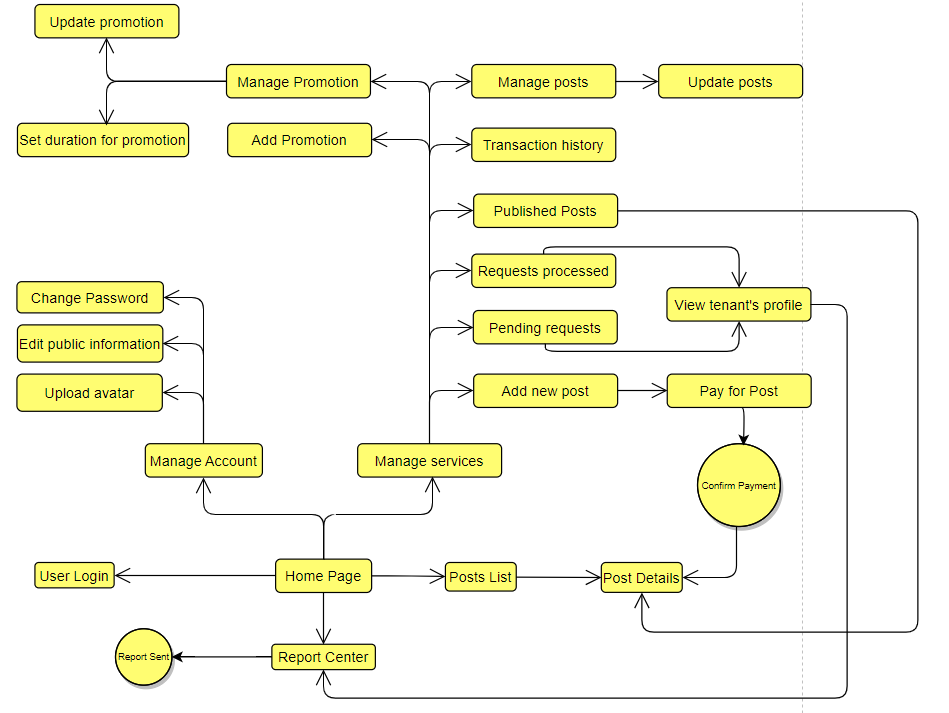 Update promotion
Manage Promotion
Manage posts
Update posts
Set duration for promotion
Add Promotion
Transaction history
Published Posts
Requests processed
Change Password
View tenant's profile
Edit public information
Pending requests
Upload avatar
Add new post
Pay for Post
Manage Account
Manage services
Confirm Payment
User Login
Home Page
Posts List
Post Details
Report Sent
Report Center